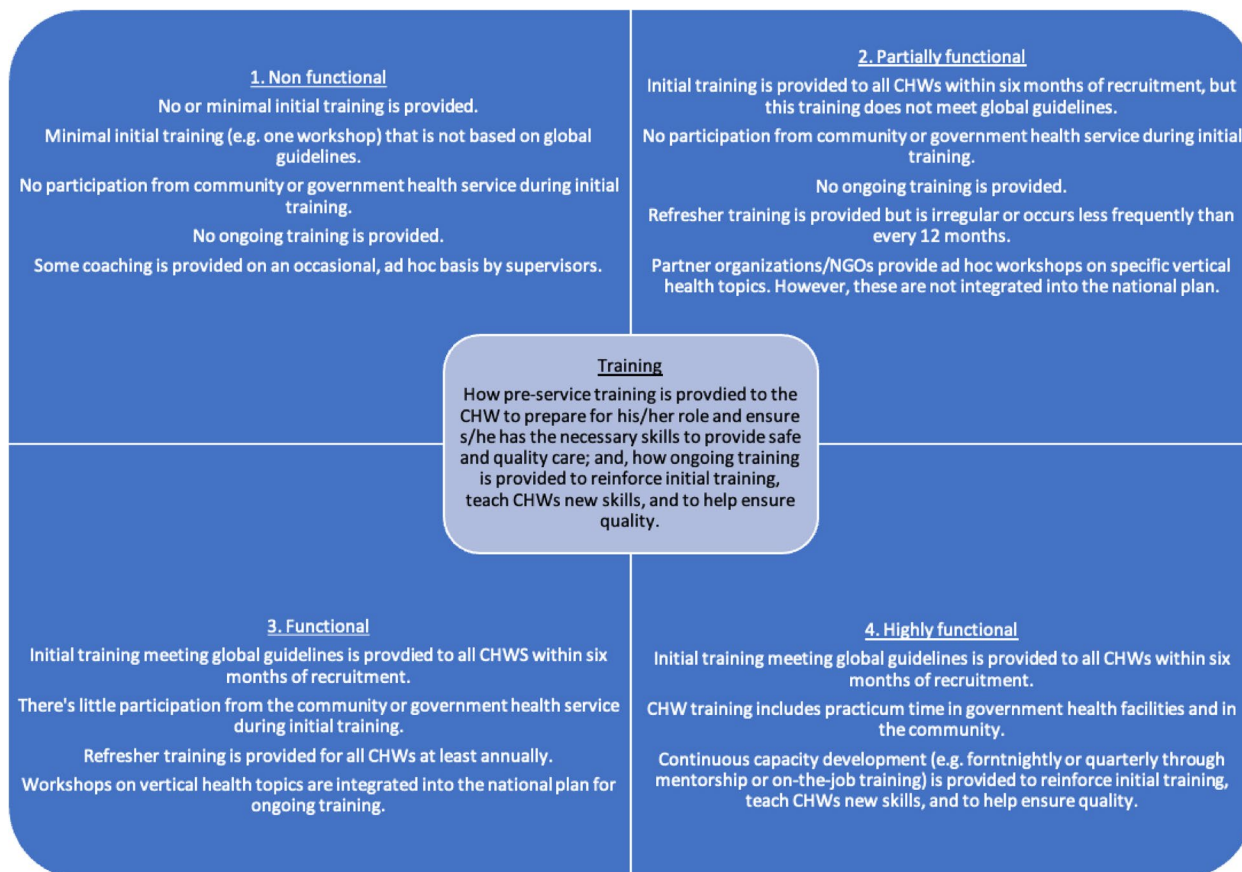 1. Non functional
No or minimal initial training is provided.
Minimal initial training (e.g. one workshop) that is not based on global
guidelines.
No participation from community or government health service during initial
training.
No ongoing training is provided.
Some coaching is provided on an occasional, ad hoc basis by supervisors.
2. Partially functional
Initial training is provided to all CHWs within six months of recruitment, but
this training does not meet global guidelines.
No participation from community or government health service during initial
training.
No ongoing training is provided.
Refresher training is provided but is irregular or occurs less frequently than
every 12 months.
Partner organizations/NGOs provide ad hoc workshops on specific vertical
health topics. However, these are not integrated into the national plan.
Training
How pre-service training is provdied to the
CHW to prepare for his/her role and ensure
s/he has the necessary skills to provide safe
and quality care; and, how ongoing training
is provided to reinforce initial training,
teach CHWs new skills, and to help ensure
quality.
3. Functional
Initial training meeting global guidelines is provdied to all CHWS within six
months of recruitment.
There's little participation from the community or government health service
during initial training.
Refresher training is provided for all CHWs at least annually.
Workshops on vertical health topics are integrated into the national plan for
ongoing training.
4. Highly functional
Initial training meeting global guidelines is provided to all CHWs within six
months of recruitment.
CHW training includes practicum time in government health facilities and in
the community.
Continuous capacity development (e.g. forntnightly or quarterly through
mentorship or on-the-job training) is provided to reinforce initial training,
teach CHWs new skills, and to help ensure quality.